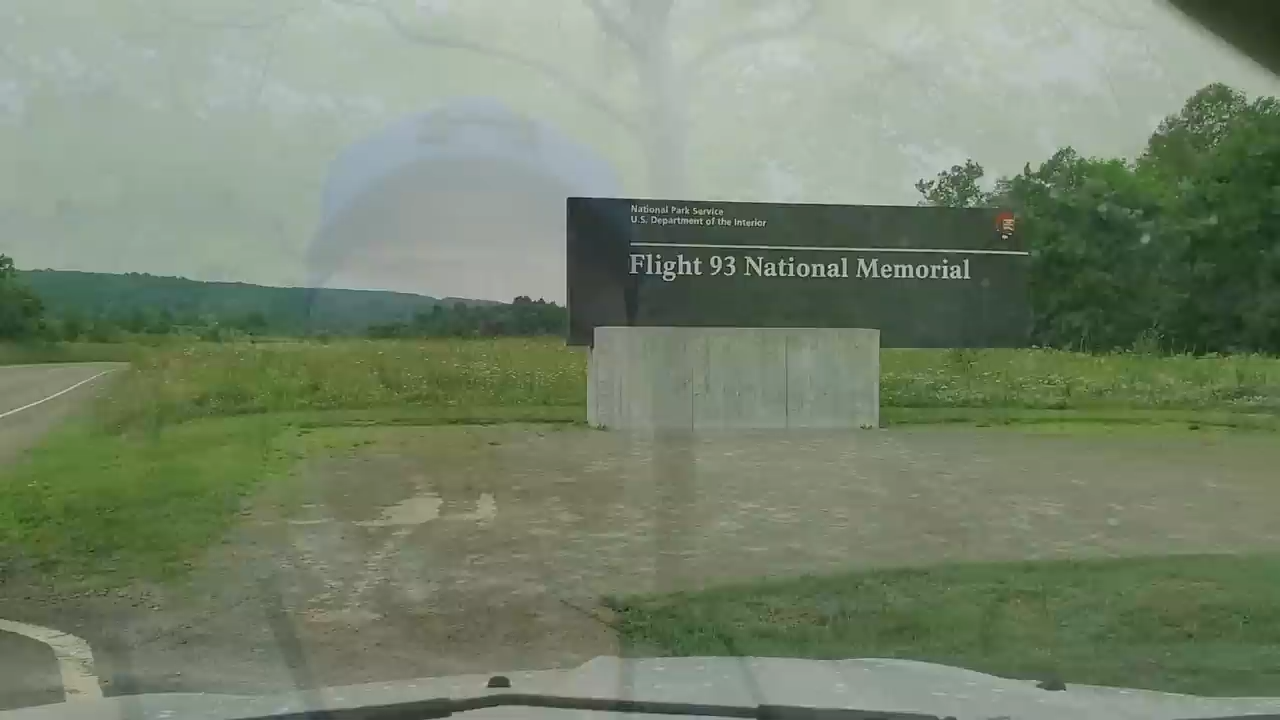 National Park Service
U.S. Department of the Interior
Flight 93 National Memorial